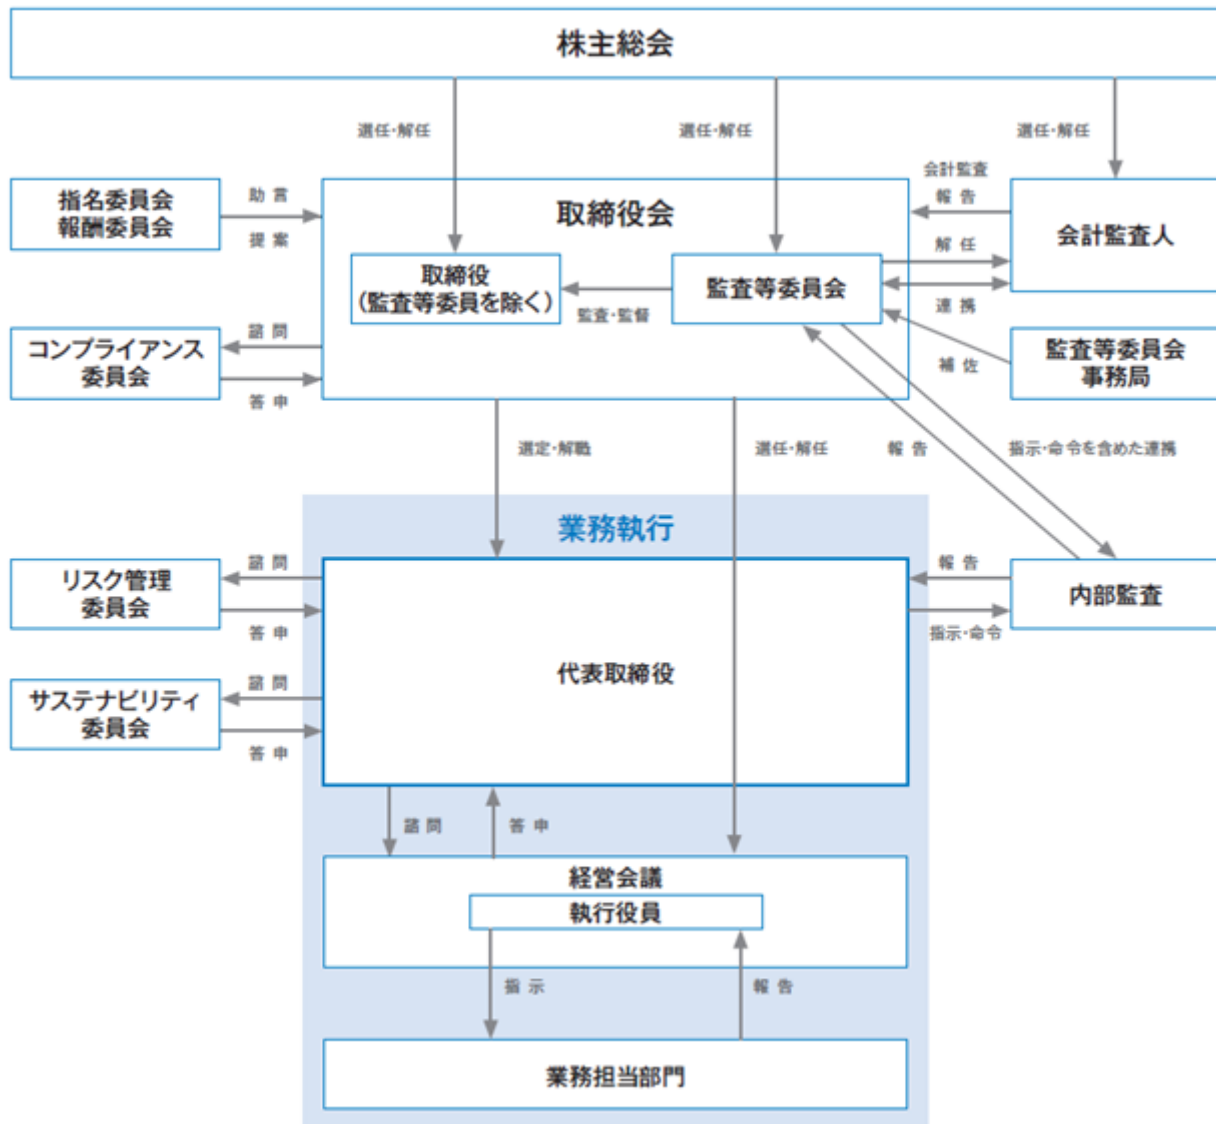 株主総会
選任・解任
選任・解任
選任・解任
会計監査
報告
指名委員会
報酬委員会
助言
提案
取締役会
会計監査人
解任
連携
取締役
(監査等委員を除く)
監査・監督
監査等委員会
コンプライアンス
委員会
諮問
答申
補佐
監査等委員会
事務局
選定・解職
選任・解任
報告
指示・命令を含めた連携
業務執行
リスク管理
委員会
諮問
答申
報告
指示・命令
内部監査
代表取締役
サステナビリティ
委員会
諮問
答申
諮問
答申
経営会議
執行役員
指示
報告
業務担当部門